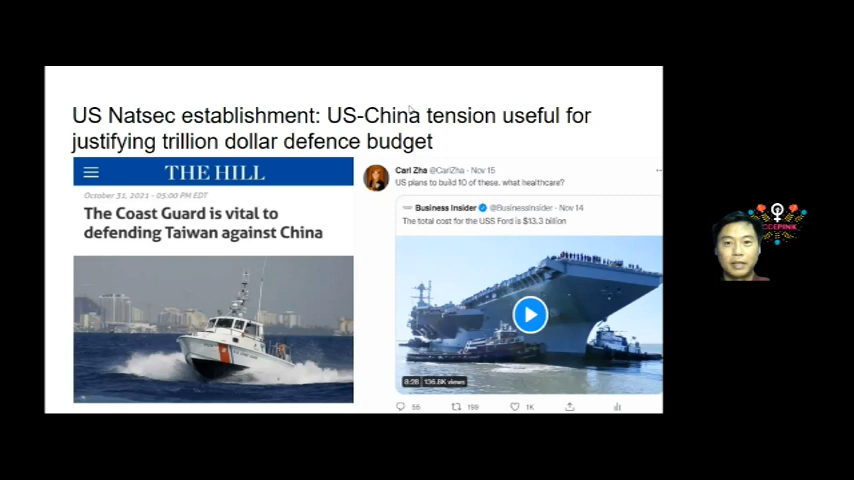 US Natsec establishment: US-China tension useful for
justifying trillion dollar defence budget
THE HILL
October 31, 2021 - 05:00 PM EDT
The Coast Guard is vital to
defending Taiwan against China
Carl Zha @CarlZha · Nov 15
US plans to build 10 of these. what healthcare?
Business Insider @BusinessInsider · Nov 14
The total cost for the USS Ford is $13.3 billion
8:28 136.8K views
55 199 1K